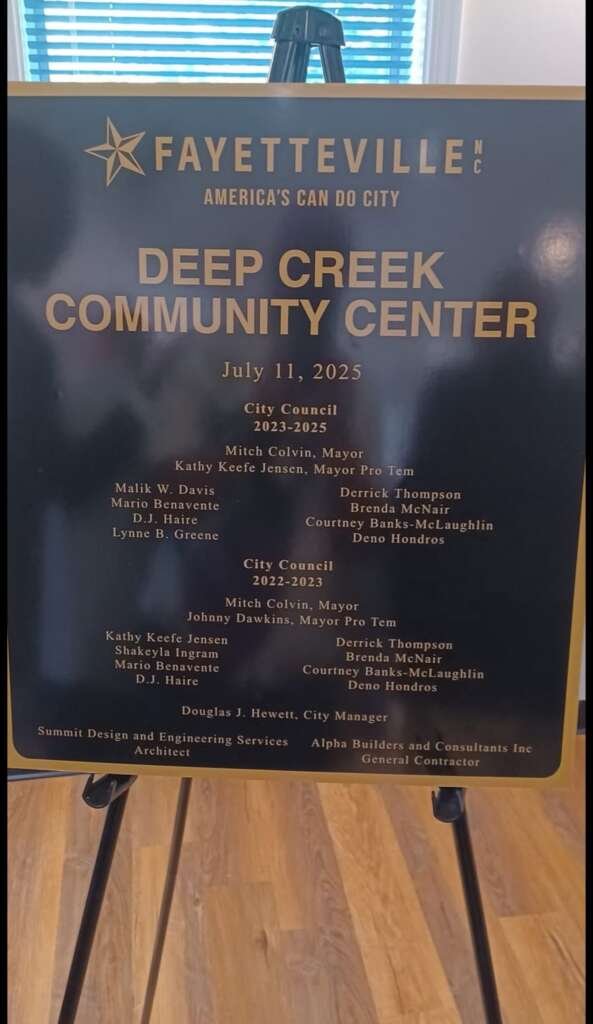 FAYETTEVILLE NC
AMERICA'S CAN DO CITY
DEEP CREEK
COMMUNITY CENTER
July 11, 2025
City Council
2023-2025
Mitch Colvin, Mayor
Kathy Keefe Jensen, Mayor Pro Tem
Malik W. Davis
Mario Benavente
D.J. Haire
Lynne B. Greene
Derrick Thompson
Brenda McNair
Courtney Banks-McLaughlin
Deno Hondros
City Council
2022-2023
Mitch Colvin, Mayor
Johnny Dawkins, Mayor Pro Tem
Kathy Keefe Jensen
Shakeyla Ingram
Mario Benavente
D.J. Haire
Derrick Thompson
Brenda McNair
Courtney Banks-McLaughlin
Deno Hondros
Douglas J. Hewett, City Manager
Summit Design and Engineering Services
Architect
Alpha Builders and Consultants Inc
General Contractor